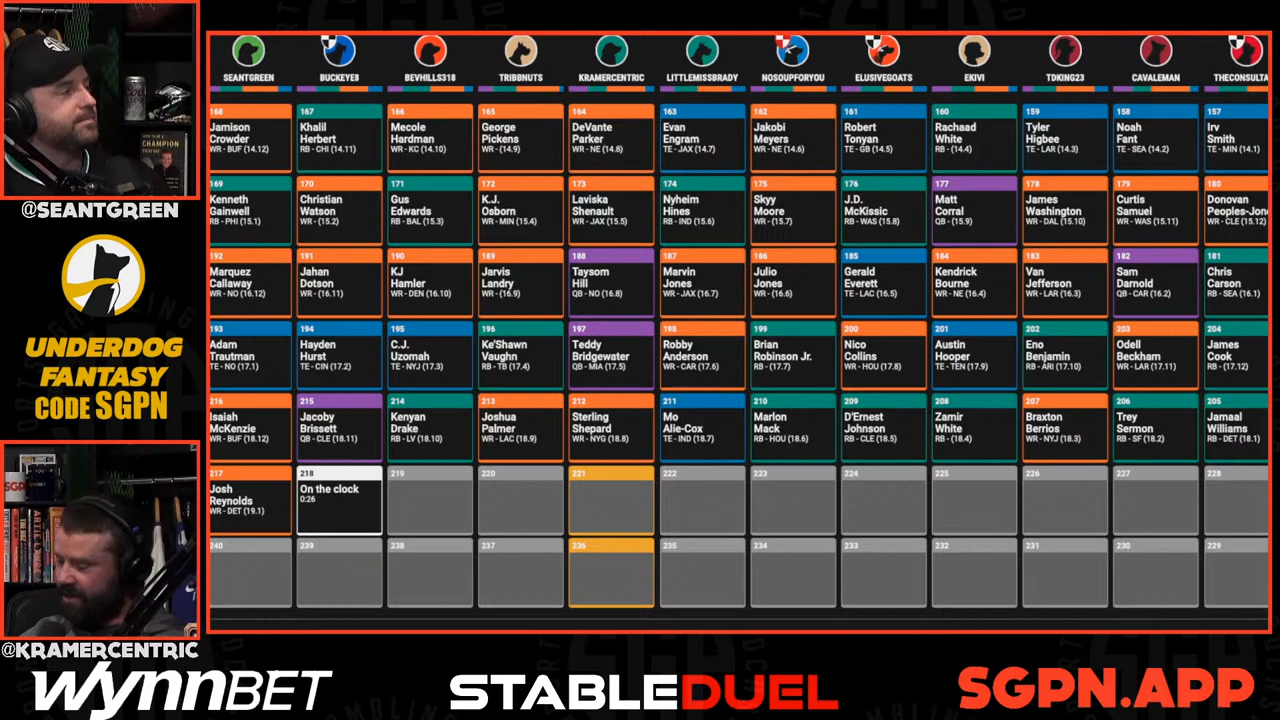 SEANTGREEN BUCKEYE8 BEVHILLS318 TRIBBNUTS KRAMERCENTRIC LITTLEMISSBRADY NOSOUPFORYOU ELUSIVEGOATS EKIVI TDKING23 CAVALEMAN THECONSULTA
168 167 166 165 164 163 162 161 160 159 158 157
Jamison Khalil Mecole George DeVante Evan Jakobi Robert Rachaad Tyler Noah Irv
Crowder Herbert Hardman Pickens Parker Engram Meyers Tonyan White Higbee Fant Smith
WR - BUF (14.12) RB - CHI (14.11) WR - KC (14.10) WR - (14.9) WR - NE (14.8) TE - JAX (14.7) WR - NE (14.6) TE - GB (14.5) RB - (14.4) TE - LAR (14.3) TE - SEA (14.2) TE - MIN (14.1)
169 170 171 172 173 174 175 176 177 178 179 180
Kenneth Christian Gus K.J. Laviska Nyheim Skyy J.D. Matt James Curtis Donovan
Gainwell Watson Edwards Osborn Shenault Hines Moore McKissic Corral Washington Samuel Peoples-Jon
RB - PHI (15.1) WR - (15.2) RB - BAL (15.3) WR - MIN (15.4) WR - JAX (15.5) RB - IND (15.6) WR - (15.7) RB - WAS (15.8) QB - (15.9) WR - DAL (15.10) WR - WAS (15.11) WR - CLE (15.12)
192 191 190 189 188 187 186 185 184 183 182 181
Marquez Jahan KJ Jarvis Taysom Marvin Julio Gerald Kendrick Van Sam Chris
Callaway Dotson Hamler Landry Hill Jones Jones Everett Bourne Jefferson Darnold Carson
WR - NO (16.12) WR - (16.11) WR - DEN (16.10) WR - (16.9) QB - NO (16.8) WR - JAX (16.7) WR - (16.6) TE - LAC (16.5) WR - NE (16.4) WR - LAR (16.3) QB - CAR (16.2) RB - SEA (16.1)
193 194 195 196 197 198 199 200 201 202 203 204
Adam Hayden C.J. Ke'Shawn Teddy Robby Brian Nico Austin Eno Odell James
Trautman Hurst Uzomah Vaughn Bridgewater Anderson Robinson Jr. Collins Hooper Benjamin Beckham Cook
TE - NO (17.1) TE - CIN (17.2) TE - NYJ (17.3) RB - TB (17.4) QB - MIA (17.5) WR - CAR (17.6) RB - (17.7) WR - HOU (17.8) TE - TEN (17.9) RB - ARI (17.10) WR - LAR (17.11) RB - (17.12)
216 215 214 213 212 211 210 209 208 207 206 205
Isaiah Jacoby Kenyan Joshua Sterling Mo Marlon D'Ernest Zamir Braxton Trey Jamaal
McKenzie Brissett Drake Palmer Shepard Alie-Cox Mack Johnson White Berrios Sermon Williams
WR - BUF (18.12) QB - CLE (18.11) RB - LV (18.10) WR - LAC (18.9) WR - NYG (18.8) TE - IND (18.7) RB - HOU (18.6) RB - CLE (18.5) RB - (18.4) WR - NYJ (18.3) RB - SF (18.2) RB - DET (18.1)
217 218 219 220 221 222 223 224 225 226 227 228
Josh On the clock
Reynolds 0:26
WR - DET (19.1)
240 239 238 237 236 235 234 233 232 231 230 229
@SEANTGREEN
UNDERDOG
FANTASY
CODE SGPN
@KRAMERCENTRIC
WYNNBET STABLEDUEL SGPN.APP